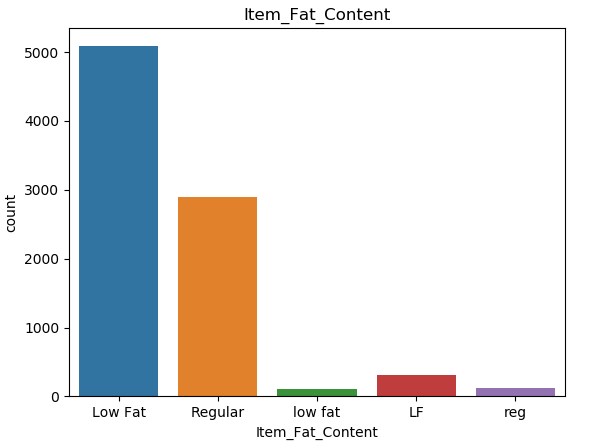 Item_Fat_Content
count
5000
4000
3000
2000
1000
0
Low Fat Regular low fat LF reg
Item_Fat_Content